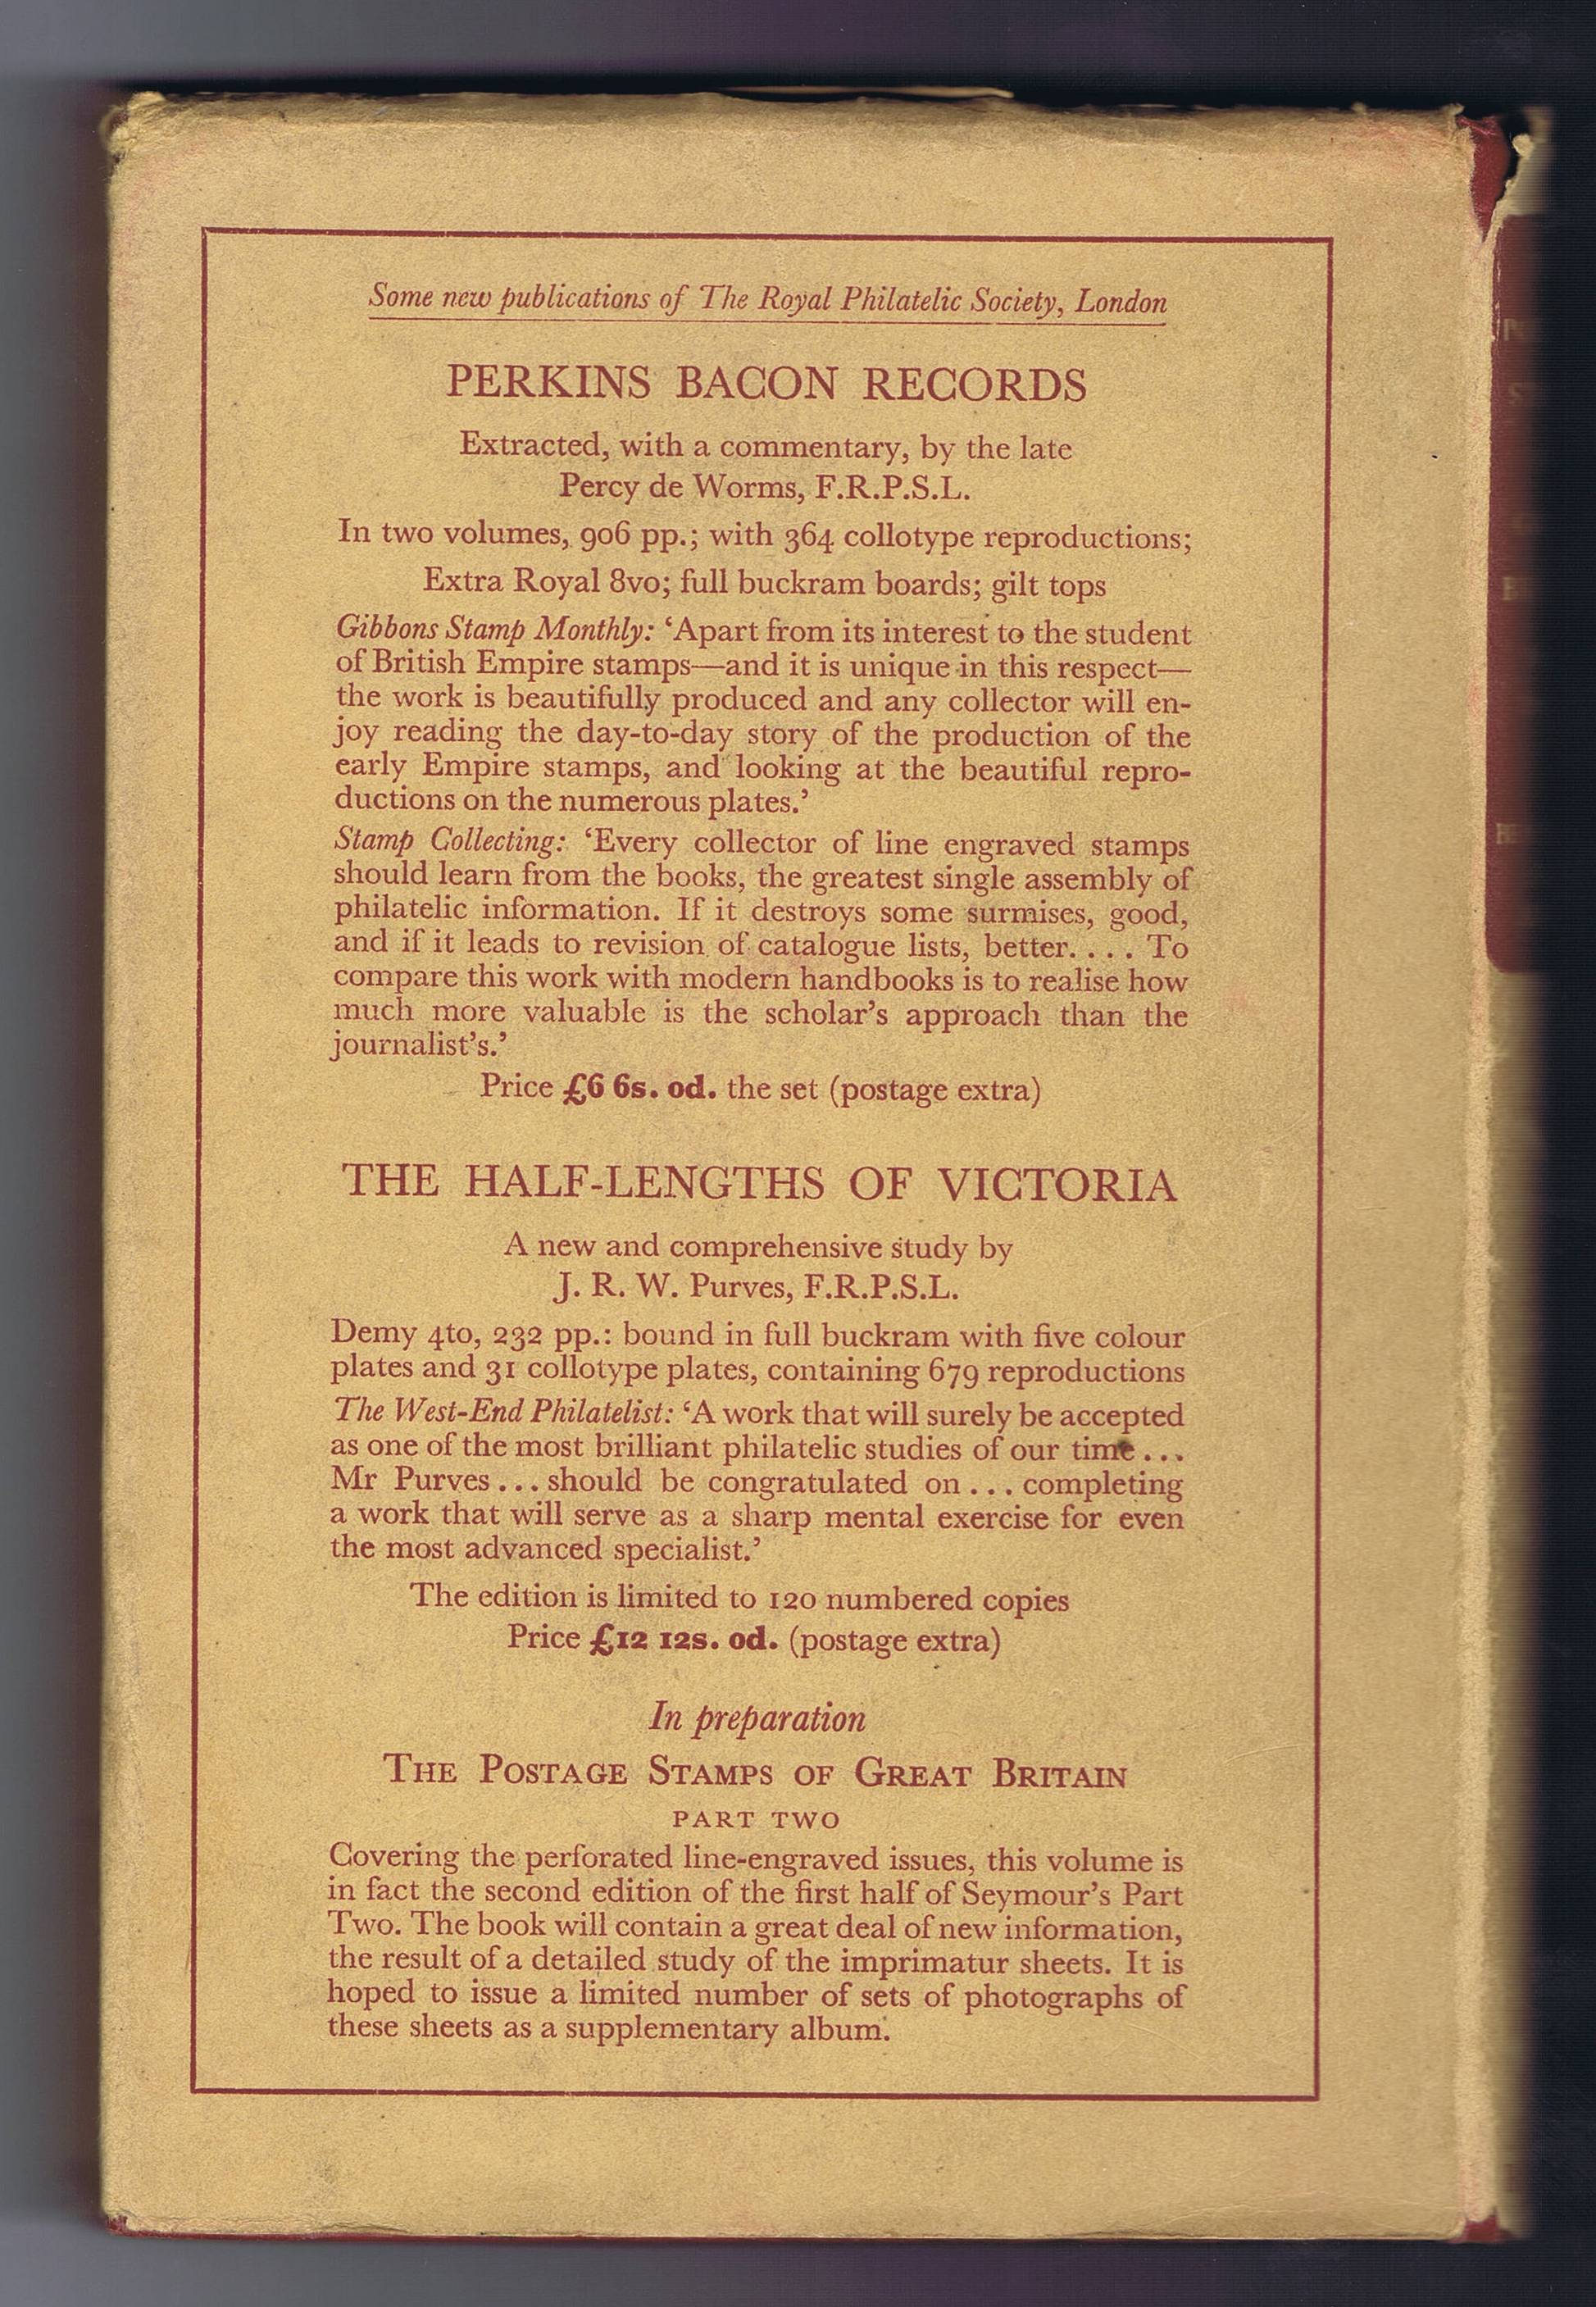 Some new publications of The Royal Philatelic Society, London
PERKINS BACON RECORDS
Extracted, with a commentary, by the late
Percy de Worms, F.R.P.S.L.
In two volumes, 906 pp.; with 364 collotype reproductions;
Extra Royal 8vo; full buckram boards; gilt tops
Gibbons Stamp Monthly: ‘Apart from its interest to the student
of British Empire stamps—and it is unique in this respect—
the work is beautifully produced and any collector will en-
joy reading the day-to-day story of the production of the
early Empire stamps, and looking at the beautiful repro-
ductions on the numerous plates.’
Stamp Collecting: ‘Every collector of line engraved stamps
should learn from the books, the greatest single assembly of
philatelic information. If it destroys some surmises, good,
and if it leads to revision of catalogue lists, better.... To
compare this work with modern handbooks is to realise how
much more valuable is the scholar’s approach than the
journalist’s.’
Price £6 6s. 0d. the set (postage extra)
THE HALF-LENGTHS OF VICTORIA
A new and comprehensive study by
J. R. W. Purves, F.R.P.S.L.
Demy 4to, 232 pp.: bound in full buckram with five colour
plates and 31 collotype plates, containing 679 reproductions
The West-End Philatelist: ‘A work that will surely be accepted
as one of the most brilliant philatelic studies of our time...
Mr Purves... should be congratulated on... completing
a work that will serve as a sharp mental exercise for even
the most advanced specialist.’
The edition is limited to 120 numbered copies
Price £12 12s. 0d. (postage extra)
In preparation
THE POSTAGE STAMPS OF GREAT BRITAIN
PART TWO
Covering the perforated line-engraved issues, this volume is
in fact the second edition of the first half of Seymour’s Part
Two. The book will contain a great deal of new information,
the result of a detailed study of the imprimatur sheets. It is
hoped to issue a limited number of sets of photographs of
these sheets as a supplementary album.